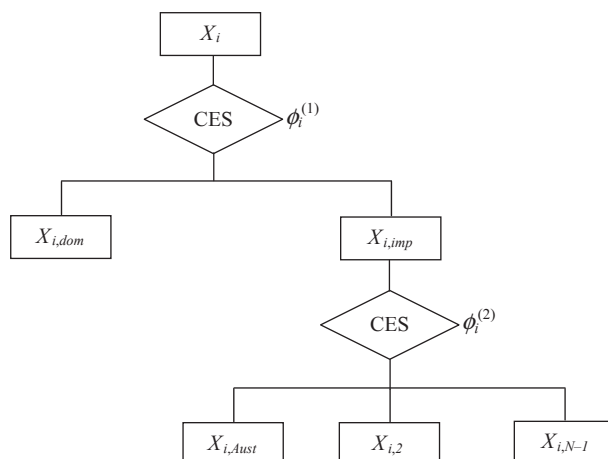 X_i
CES ϕ_i^(1)
X_i,dom X_i,imp
CES ϕ_i^(2)
X_i,Aust X_i,2 X_i,N–1